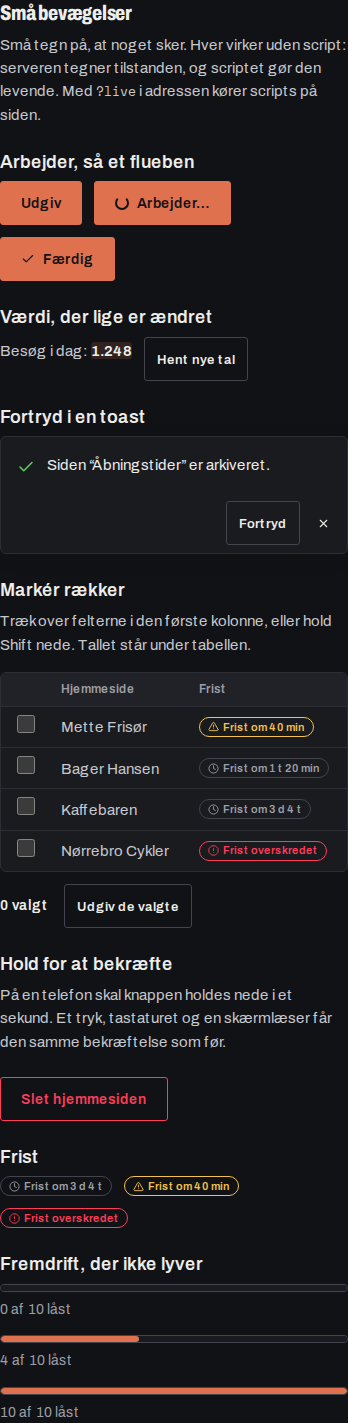 Småbevægelser
Små tegn på, at noget sker. Hver virker uden script:
serveren tegner tilstanden, og scriptet gør den
levende. Med ?live i adressen kører scripts på
siden.
Arbejder, så et flueben
Udgiv
Arbejder…
Færdig
Værdi, der lige er ændret
Besøg i dag: 1.248
Hent nye tal
Fortryd i en toast
Siden “Åbningstider” er arkiveret.
Fortryd
Markér rækker
Træk over felterne i den første kolonne, eller hold
Shift nede. Tallet står under tabellen.
Hjemmeside Frist
Mette Frisør Frist om 40 min
Bager Hansen Frist om 1 t 20 min
Kaffebaren Frist om 3 d 4 t
Nørrebro Cykler Frist overskredet
0 valgt
Udgiv de valgte
Hold for at bekræfte
På en telefon skal knappen holdes nede i et
sekund. Et tryk, tastaturet og en skærmlæser får
den samme bekræftelse som før.
Slet hjemmesiden
Frist
Frist om 3 d 4 t Frist om 40 min
Frist overskredet
Fremdrift, der ikke lyver
0 af 10 låst
4 af 10 låst
10 af 10 låst